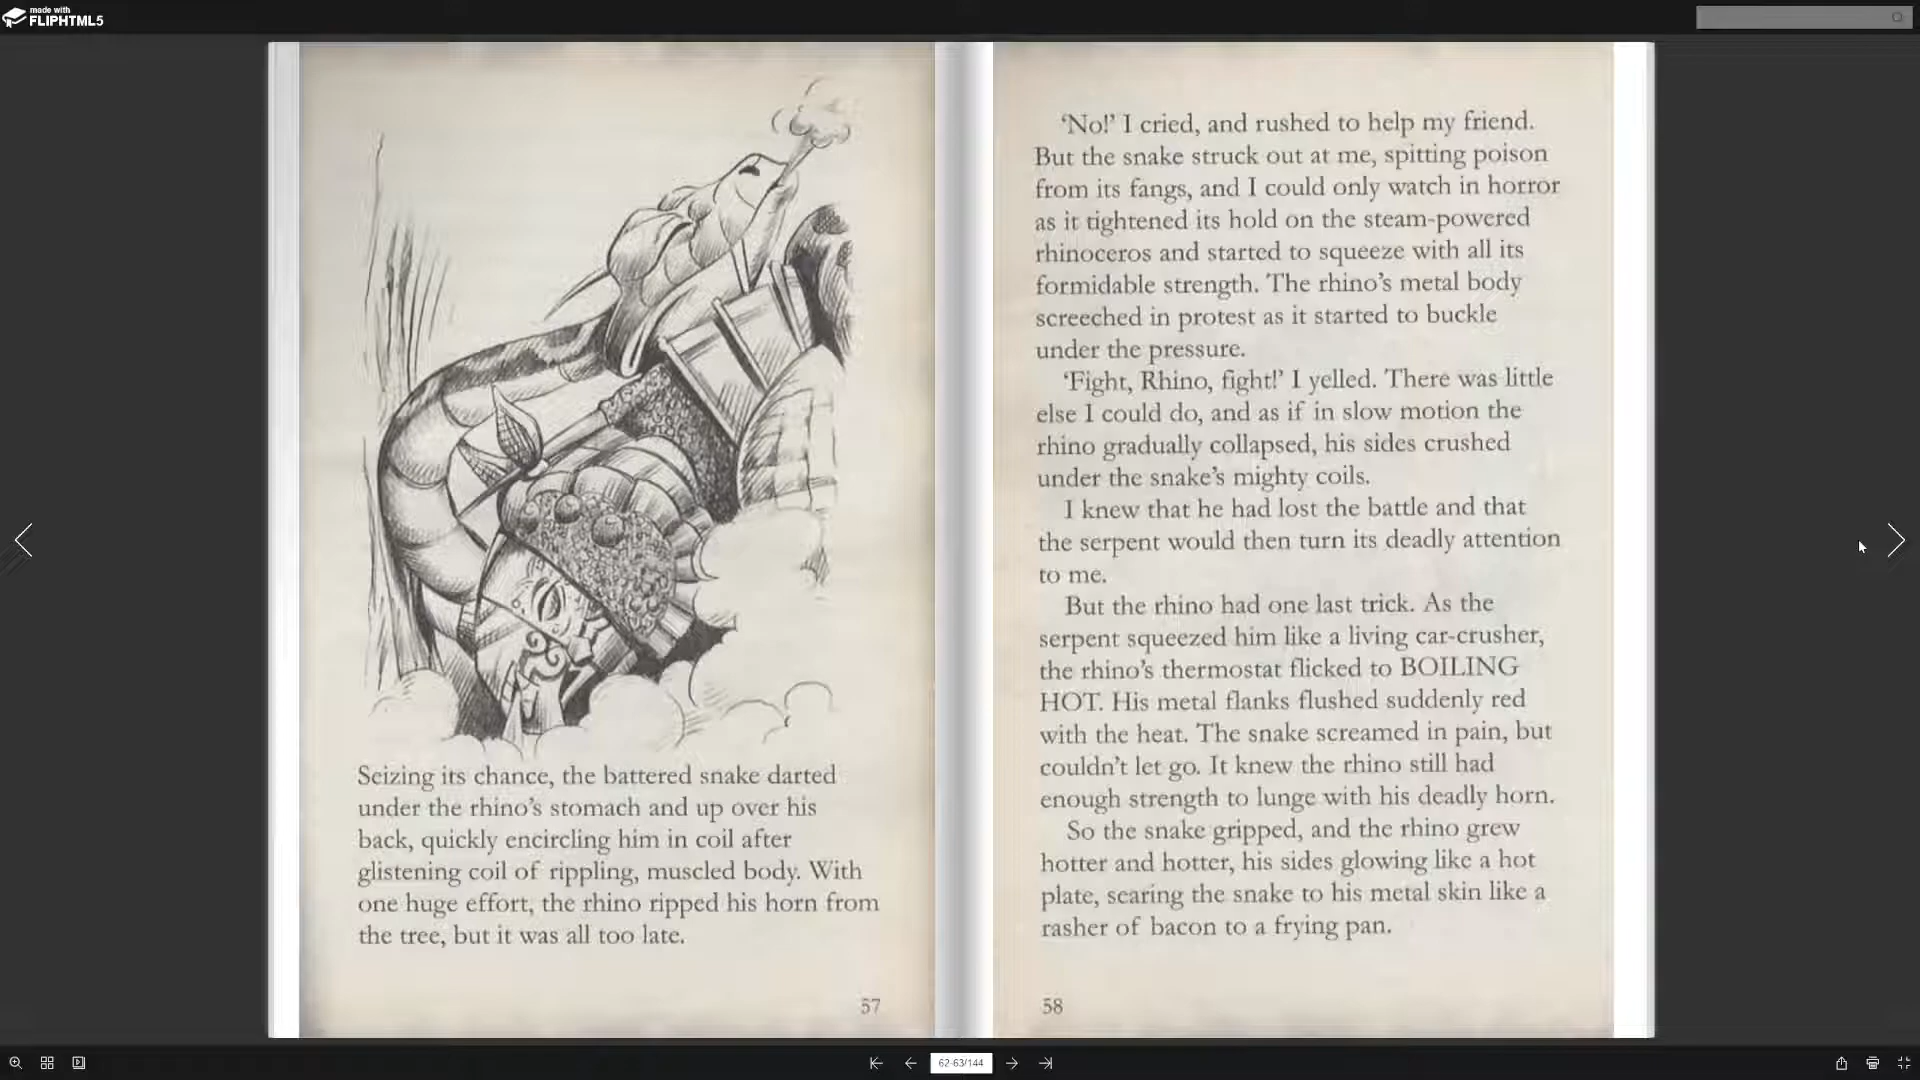 made with
FLIPHTML5
Seizing its chance, the battered snake darted
under the rhino's stomach and up over his
back, quickly encircling him in coil after
glistening coil of rippling, muscled body. With
one huge effort, the rhino ripped his horn from
the tree, but it was all too late.
57
‘No!’ I cried, and rushed to help my friend.
But the snake struck out at me, spitting poison
from its fangs, and I could only watch in horror
as it tightened its hold on the steam-powered
rhinoceros and started to squeeze with all its
formidable strength. The rhino's metal body
screeched in protest as it started to buckle
under the pressure.
‘Fight, Rhino, fight!’ I yelled. There was little
else I could do, and as if in slow motion the
rhino gradually collapsed, his sides crushed
under the snake's mighty coils.
I knew that he had lost the battle and that
the serpent would then turn its deadly attention
to me.
But the rhino had one last trick. As the
serpent squeezed him like a living car-crusher,
the rhino's thermostat flicked to BOILING
HOT. His metal flanks flushed suddenly red
with the heat. The snake screamed in pain, but
couldn't let go. It knew the rhino still had
enough strength to lunge with his deadly horn.
So the snake gripped, and the rhino grew
hotter and hotter, his sides glowing like a hot
plate, searing the snake to his metal skin like a
rasher of bacon to a frying pan.
58
62-63/144